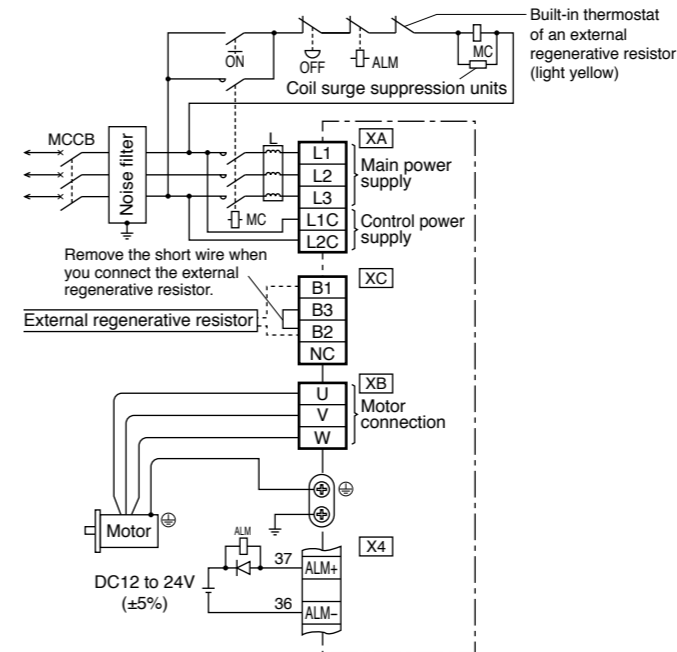 Built-in thermostat
of an external
regenerative resistor
(light yellow)
ON
OFF
ALM
MC
Coil surge suppression units
MCCB
Noise filter
L
XA
L1
L2
L3
Main power
supply
MC
L1C
L2C
Control power
supply
Remove the short wire when
you connect the external
regenerative resistor.
XC
B1
B3
B2
NC
External regenerative resistor
XB
U
V
W
Motor
connection
Motor
X4
ALM
37
ALM+
DC12 to 24V
(±5%)
36
ALM−